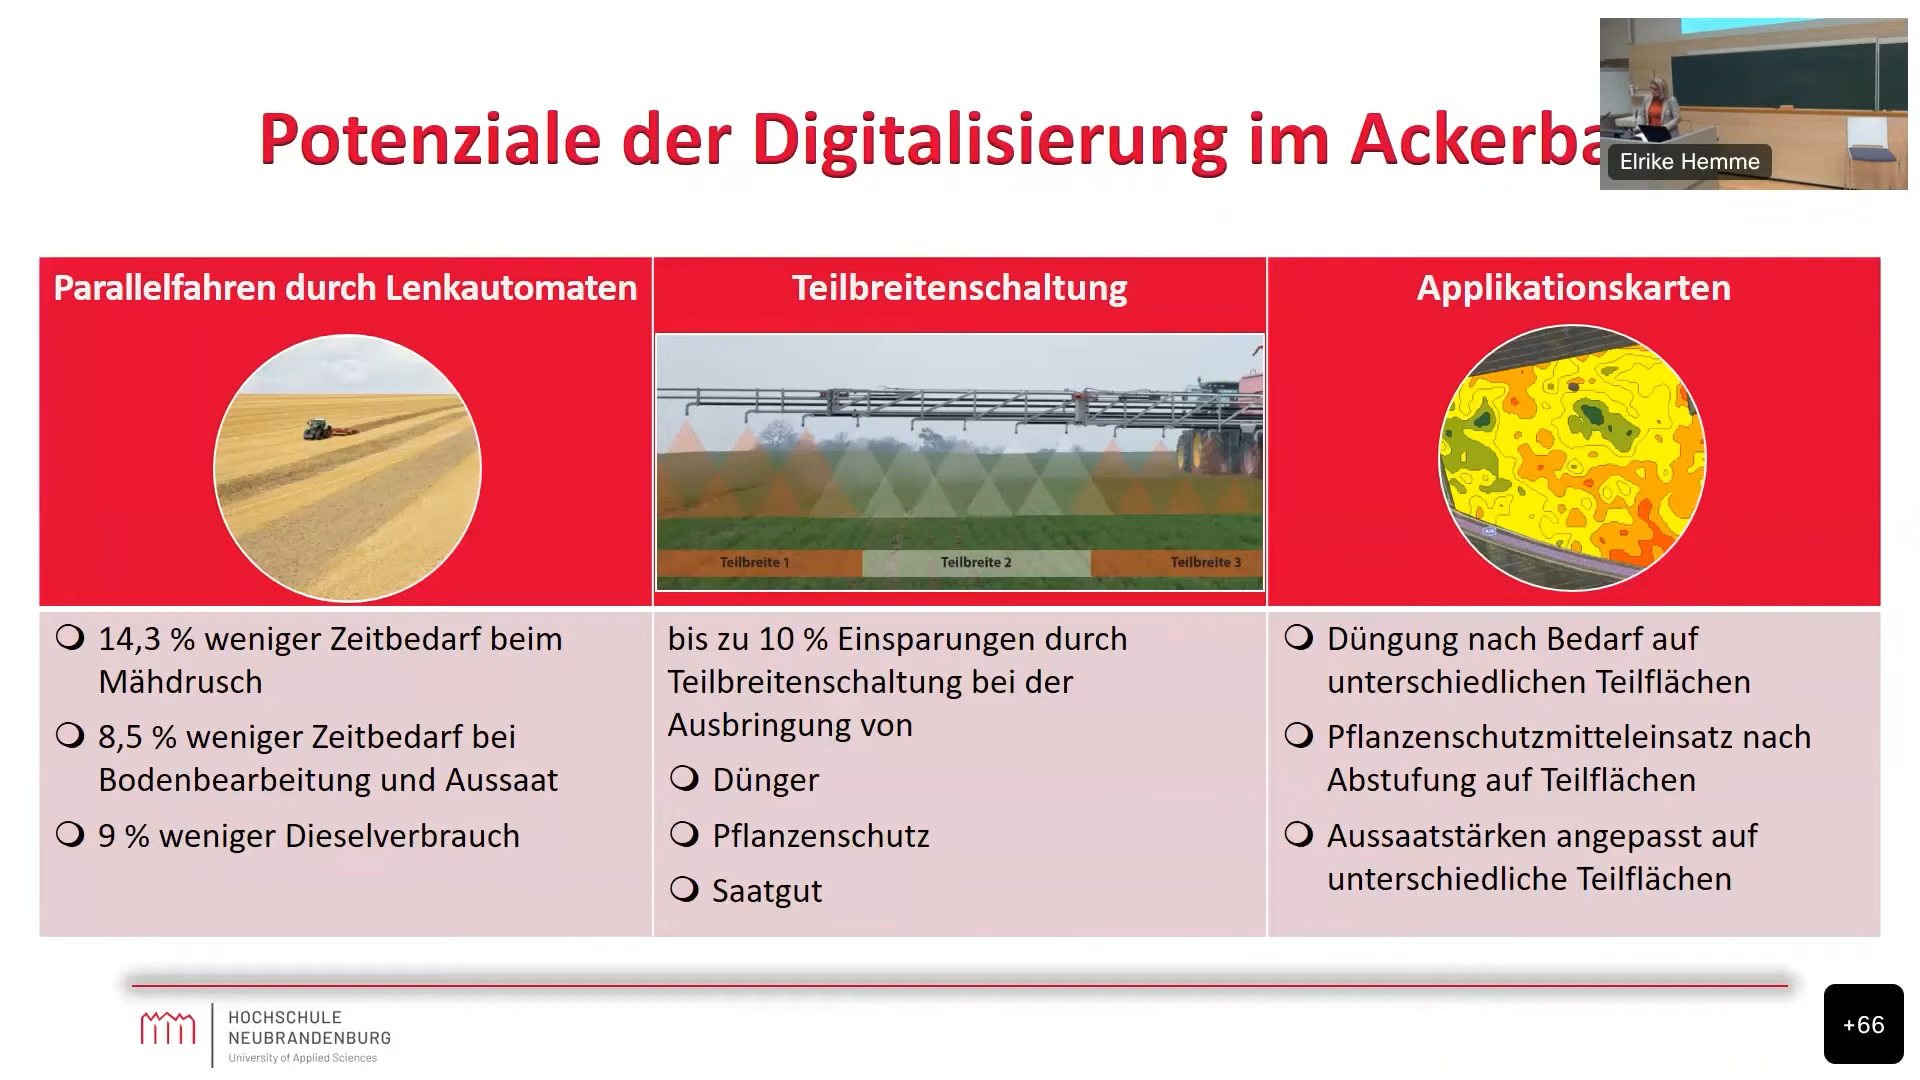 Potenziale der Digitalisierung im Ackerba
Elrike Hemme
Parallelfahren durch Lenkautomaten
Teilbreitenschaltung
Teilbreite 1
Teilbreite 2
Teilbreite 3
Applikationskarten
14,3 % weniger Zeitbedarf beim
Mähdrusch
8,5 % weniger Zeitbedarf bei
Bodenbearbeitung und Aussaat
9 % weniger Dieselverbrauch
bis zu 10 % Einsparungen durch
Teilbreitenschaltung bei der
Ausbringung von
Dünger
Pflanzenschutz
Saatgut
Düngung nach Bedarf auf
unterschiedlichen Teilflächen
Pflanzenschutzmitteleinsatz nach
Abstufung auf Teilflächen
Aussaatstärken angepasst auf
unterschiedliche Teilflächen
HOCHSCHULE
NEUBRANDENBURG
University of Applied Sciences
+66